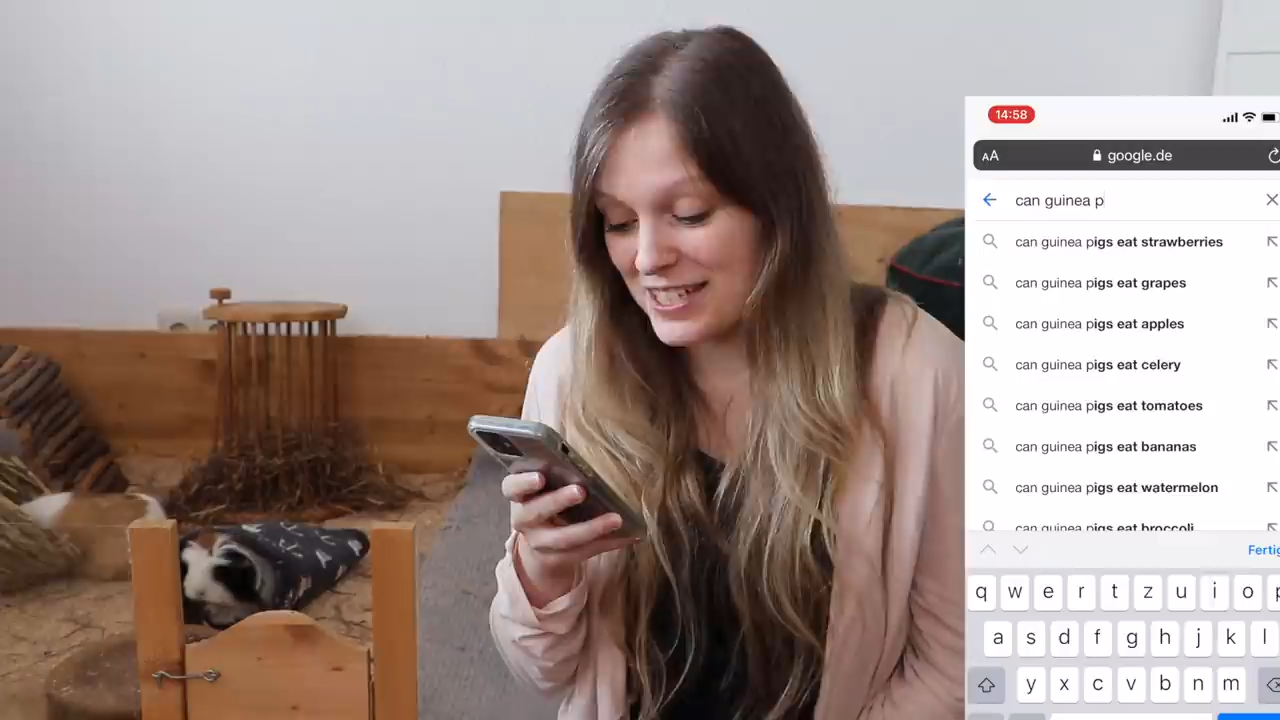 14:58
AA google.de
can guinea p
can guinea pigs eat strawberries
can guinea pigs eat grapes
can guinea pigs eat apples
can guinea pigs eat celery
can guinea pigs eat tomatoes
can guinea pigs eat bananas
can guinea pigs eat watermelon
can guinea pigs eat broccoli
Fertig
q w e r t z u i o p
a s d f g h j k l
y x c v b n m